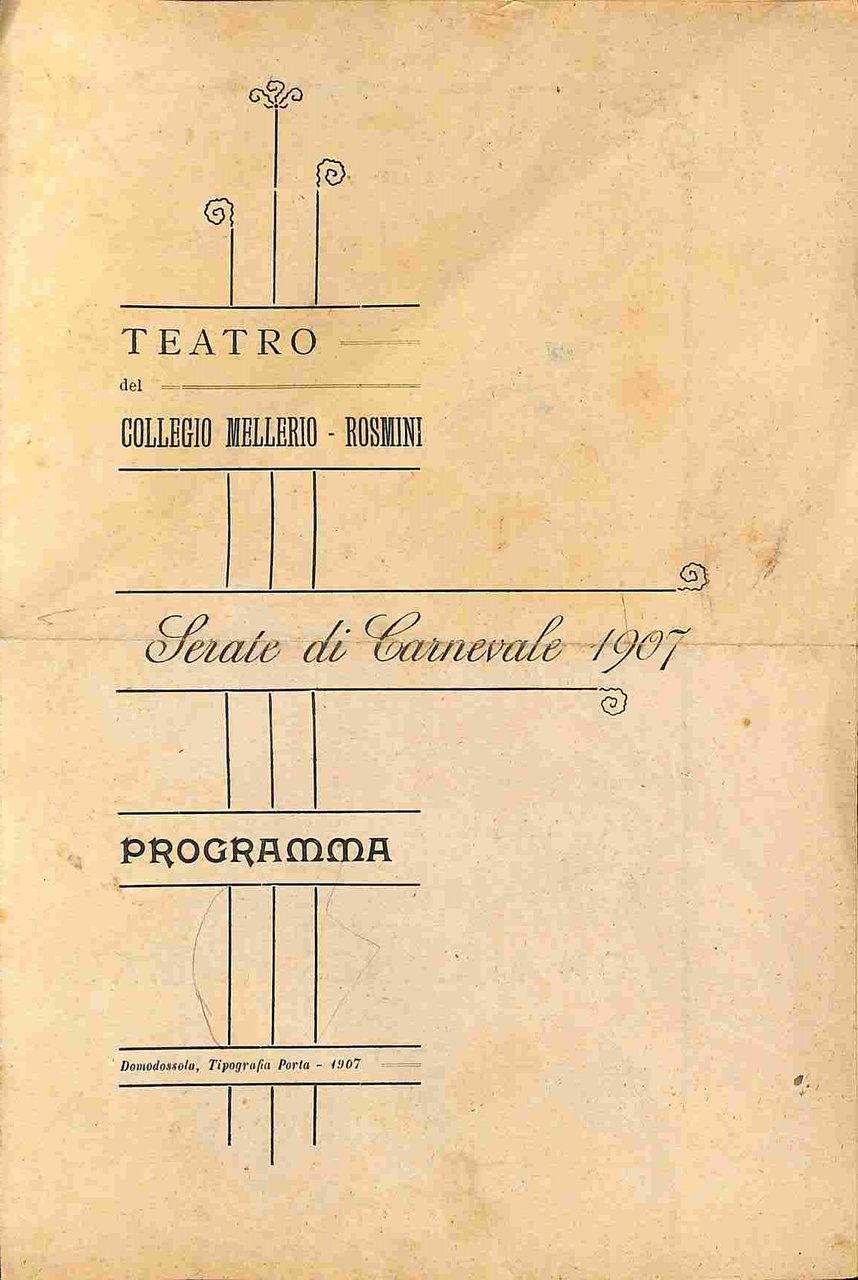 TEATRO
del
COLLEGIO MELLERIO - ROSMINI
Serate di Carnevale 1907
PROGRAMMA
Domodossola, Tipografia Porta - 1907